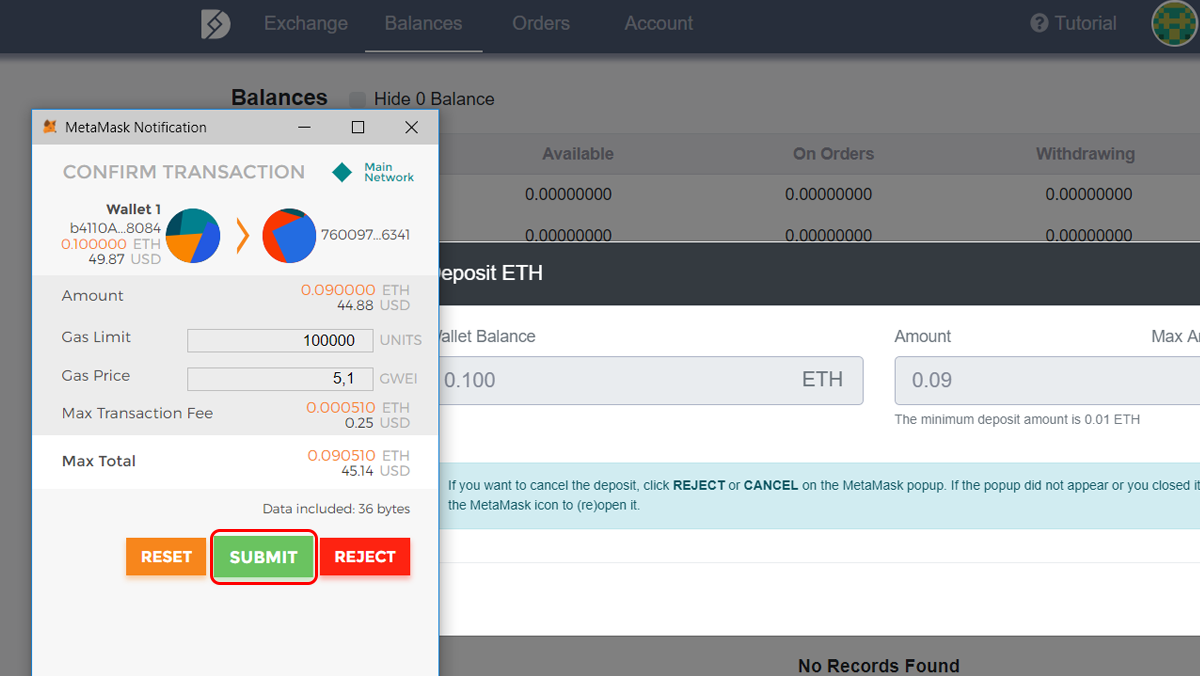 Exchange Balances Orders Account Tutorial
Balances Hide 0 Balance
Available On Orders Withdrawing
0.00000000 0.00000000 0.00000000
0.00000000 0.00000000 0.00000000
MetaMask Notification
CONFIRM TRANSACTION
Main
Network
Wallet 1
b4110A...8084
0.100000 ETH
49.87 USD
760097...6341
Amount 0.090000 ETH
44.88 USD
Gas Limit 100000 UNITS
Gas Price 5,1 GWEI
Max Transaction Fee 0.000510 ETH
0.25 USD
Max Total 0.090510 ETH
45.14 USD
Data included: 36 bytes
RESET SUBMIT REJECT
eposit ETH
allet Balance Amount Max A
0.100 ETH 0.09
The minimum deposit amount is 0.01 ETH
If you want to cancel the deposit, click REJECT or CANCEL on the MetaMask popup. If the popup did not appear or you closed it
the MetaMask icon to (re)open it.
No Records Found